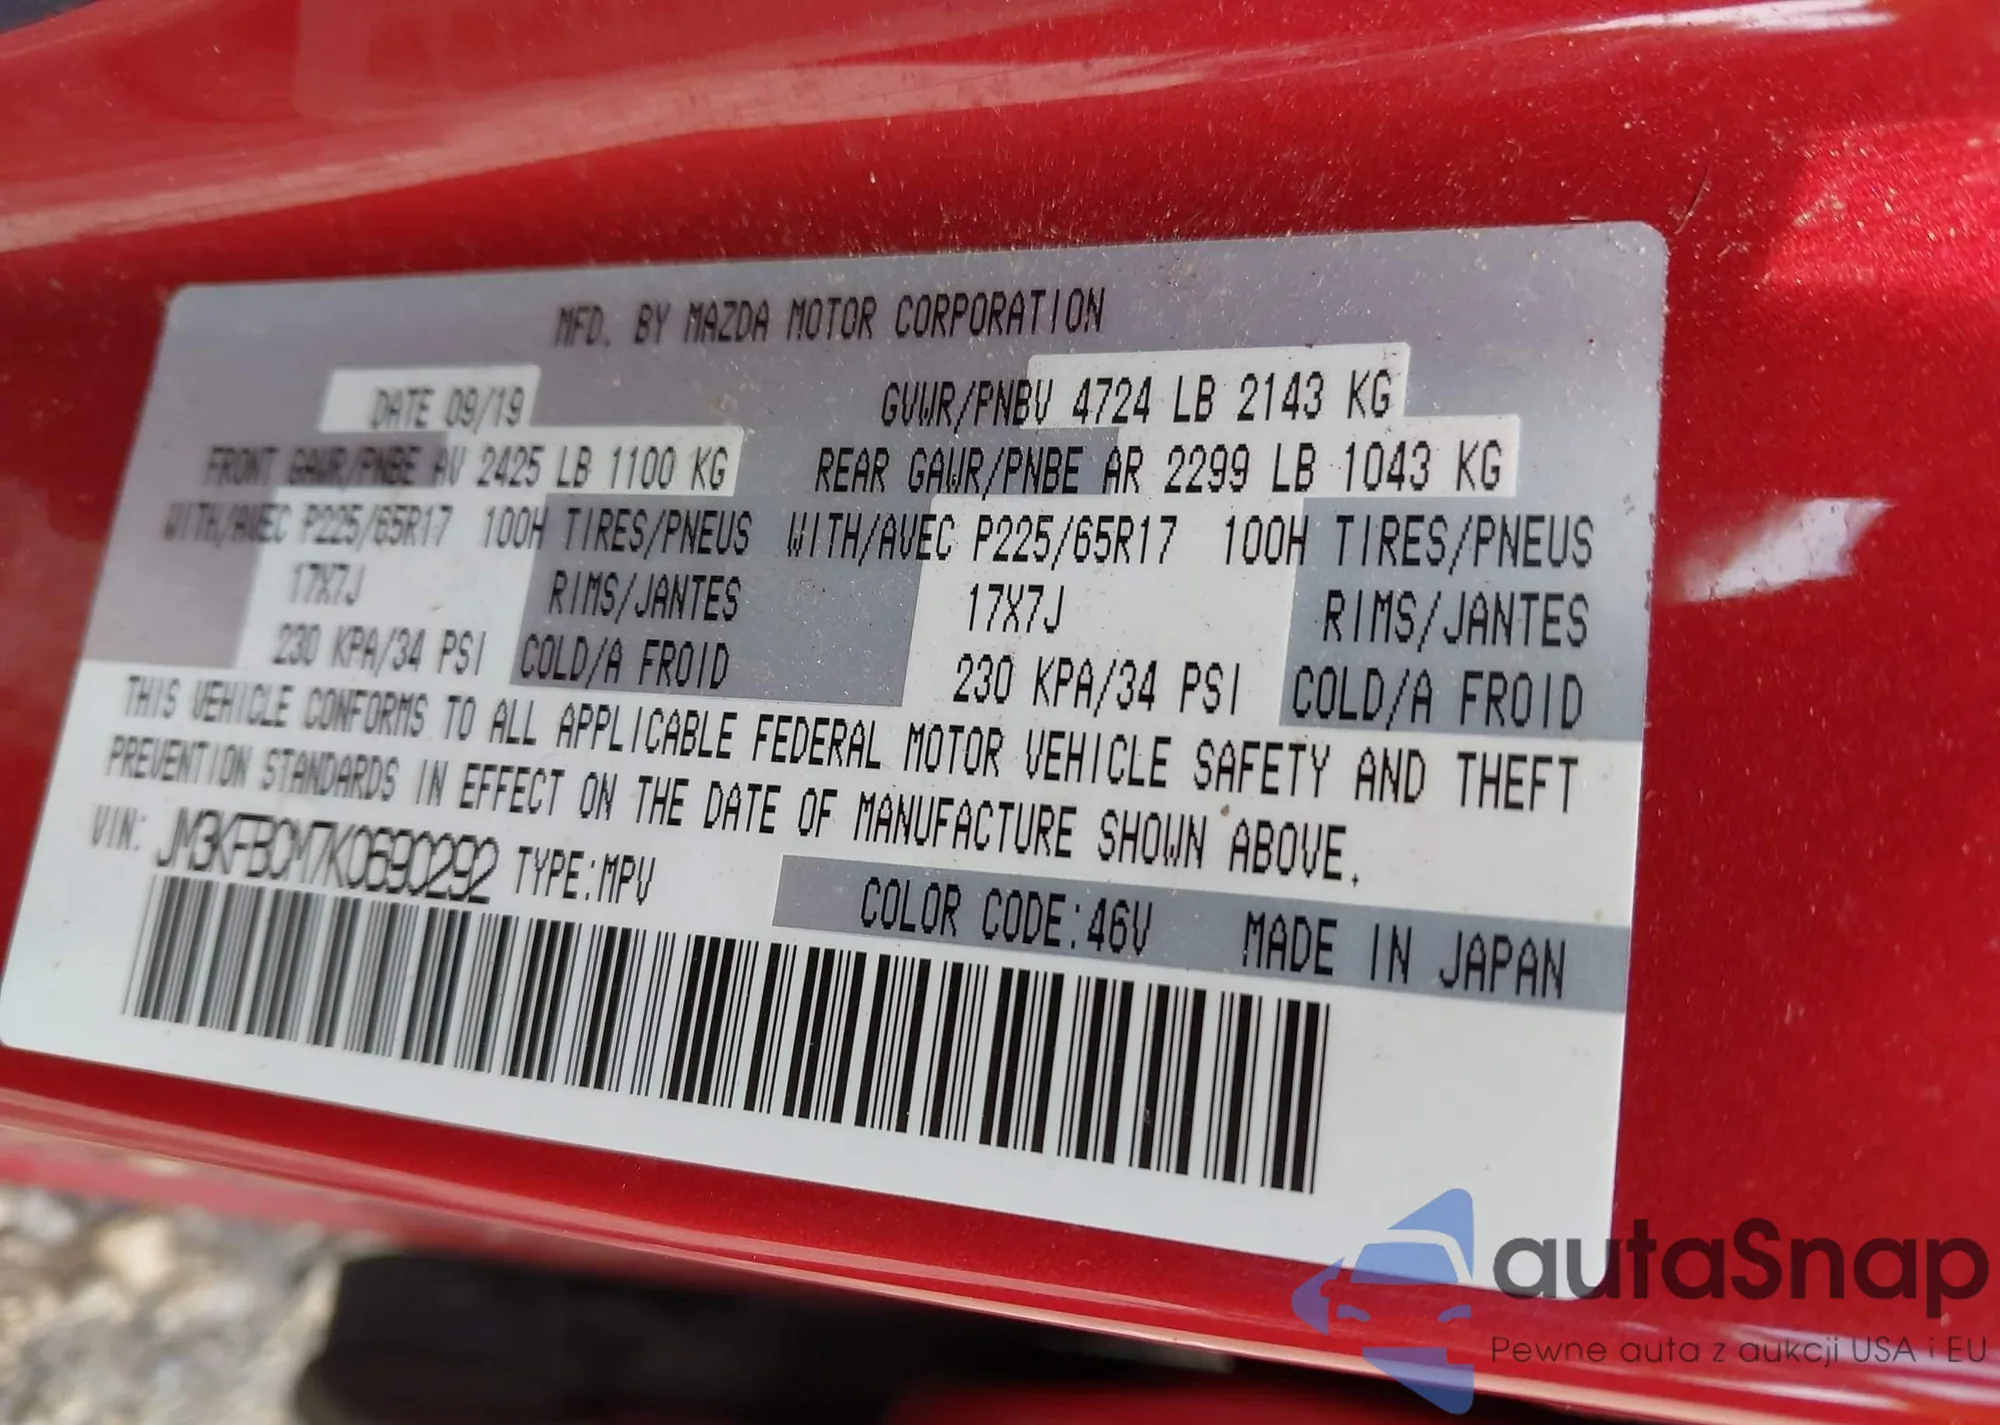 MFD. BY MAZDA MOTOR CORPORATION
DATE 09/19 GVWR/PNBV 4724 LB 2143 KG
FRONT GAWR/PNBE AV 2425 LB 1100 KG REAR GAWR/PNBE AR 2299 LB 1043 KG
WITH/AVEC P225/65R17 100H TIRES/PNEUS WITH/AVEC P225/65R17 100H TIRES/PNEUS
17X7J RIMS/JANTES 17X7J RIMS/JANTES
230 KPA/34 PSI COLD/A FROID 230 KPA/34 PSI COLD/A FROID
THIS VEHICLE CONFORMS TO ALL APPLICABLE FEDERAL MOTOR VEHICLE SAFETY AND THEFT
PREVENTION STANDARDS IN EFFECT ON THE DATE OF MANUFACTURE SHOWN ABOVE.
VIN: JM3KFBCM7K0690292 TYPE:MPV COLOR CODE:46V MADE IN JAPAN
autaSnap
Pewne auta z aukcji USA i EU